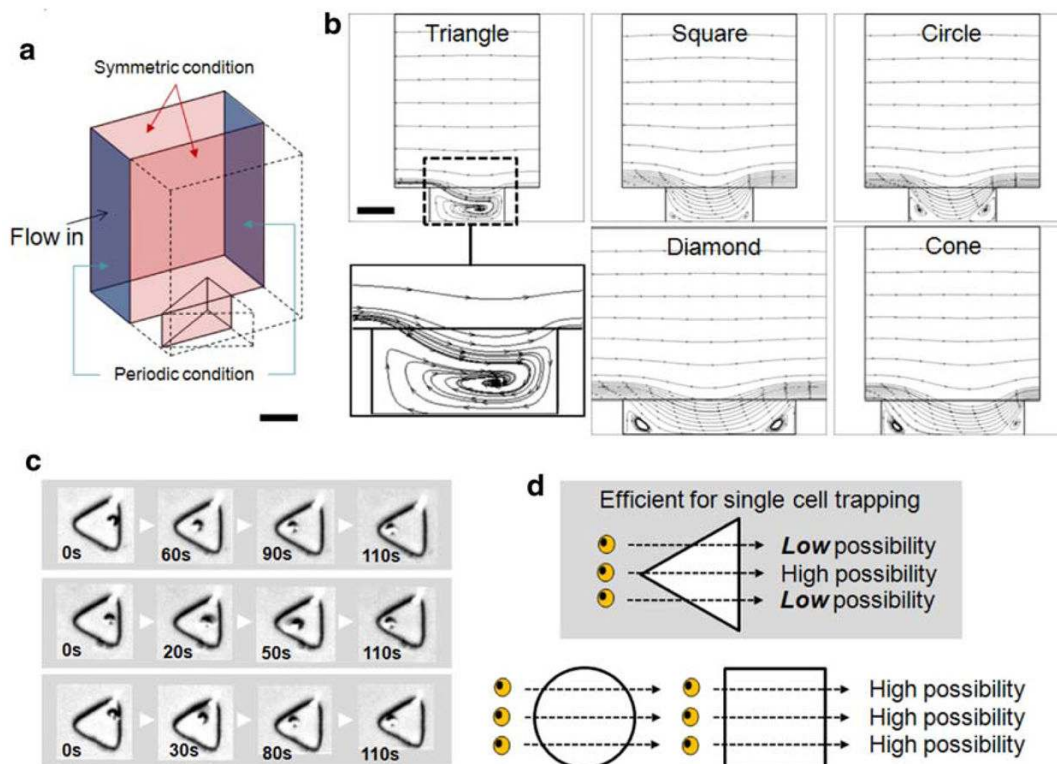 a
Symmetric condition
Flow in
Periodic condition
b
Triangle
Square
Circle
Diamond
Cone
c
0s
60s
90s
110s
0s
20s
50s
110s
0s
30s
80s
110s
d
Efficient for single cell trapping
Low possibility
High possibility
Low possibility
High possibility
High possibility
High possibility